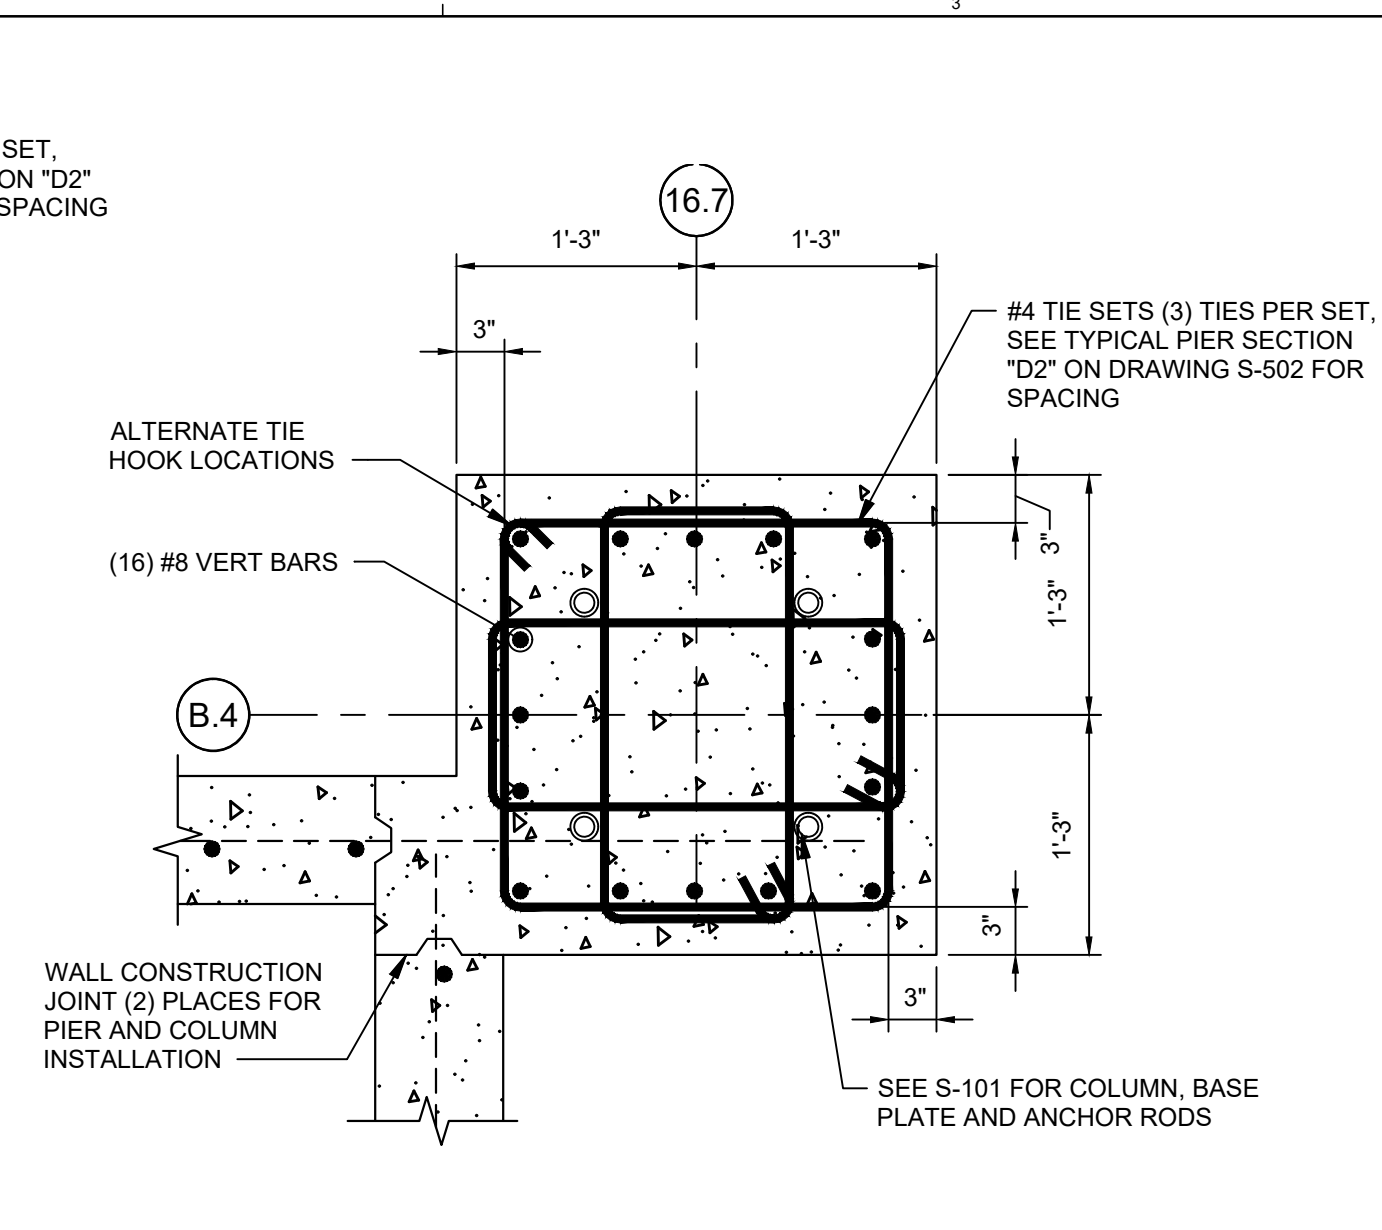 3
SET,
ON "D2"
SPACING
16.7
1'-3"
1'-3"
3"
#4 TIE SETS (3) TIES PER SET,
SEE TYPICAL PIER SECTION
"D2" ON DRAWING S-502 FOR
SPACING
ALTERNATE TIE
HOOK LOCATIONS
(16) #8 VERT BARS
3"
1'-3"
B.4
1'-3"
3"
3"
WALL CONSTRUCTION
JOINT (2) PLACES FOR
PIER AND COLUMN
INSTALLATION
SEE S-101 FOR COLUMN, BASE
PLATE AND ANCHOR RODS